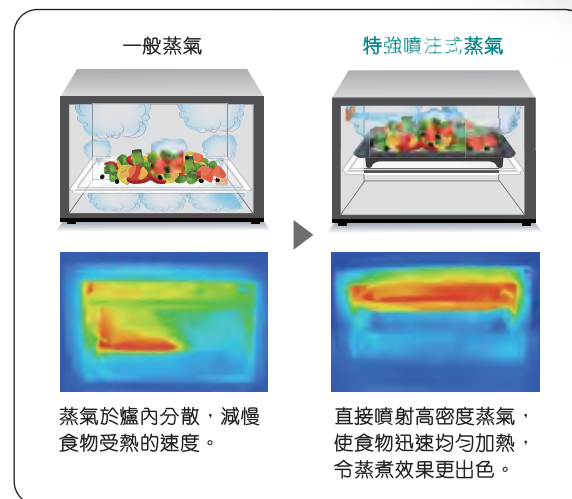 一般蒸氣
特強噴注式蒸氣
蒸氣於爐內分散，減慢
食物受熱的速度。
直接噴射高密度蒸氣，
使食物迅速均勻加熱，
令蒸煮效果更出色。